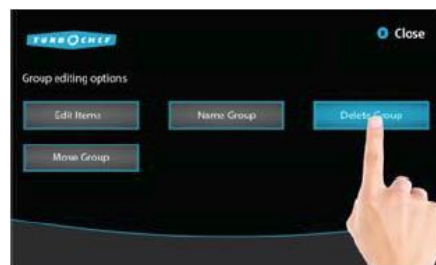 TURBOCHEF
Close
Group editing options
Edit Items
Name Group
Delete Group
Move Group